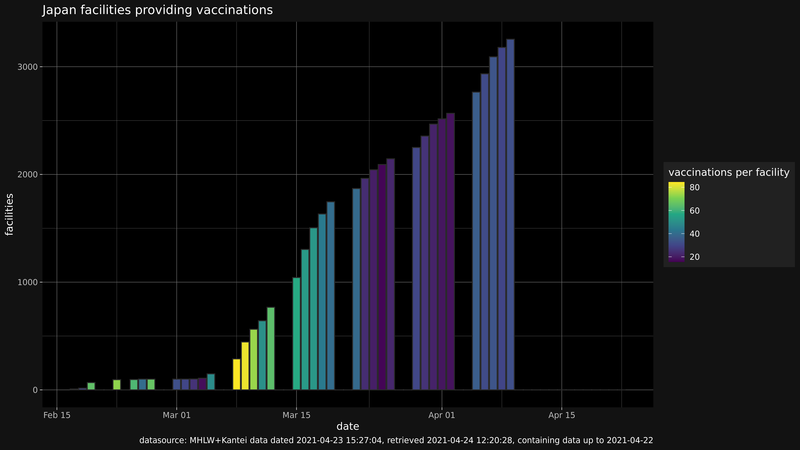 Japan facilities providing vaccinations
3000
2000
1000
0
facilities
Feb 15
Mar 01
Mar 15
Apr 01
Apr 15
date
vaccinations per facility
80
60
40
20
datasource: MHLW+Kantei data dated 2021-04-23 15:27:04, retrieved 2021-04-24 12:20:28, containing data up to 2021-04-22